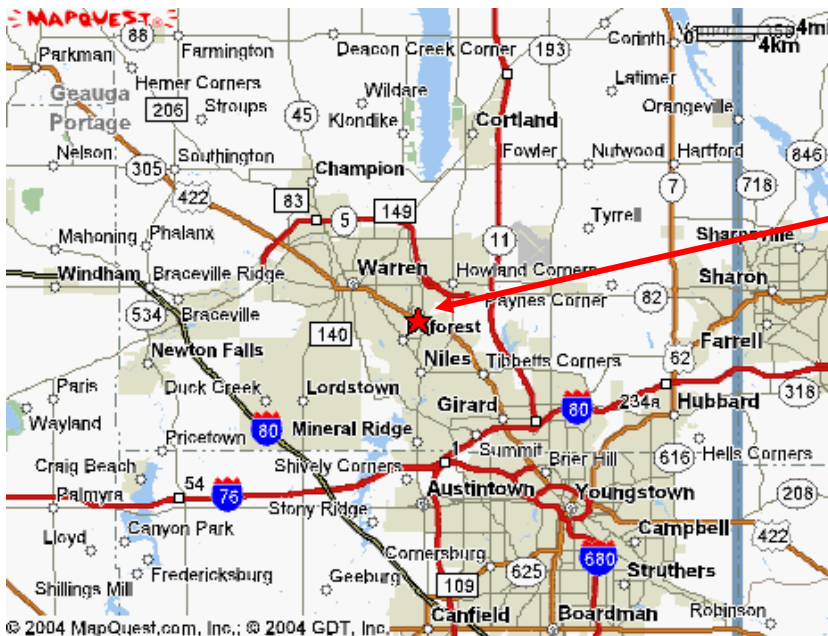 MAPQUEST
88
Farmington
Deacon Creek Corner
193
Corinth
0
4mi
4km
Parkman
Herner Corners
Wildare
Latimer
Geauga
Portage
206
Stroups
45
Klondike
Cortland
Orangeville
Nelson
305
Southington
Champion
Fowler
Nutwood
Hartford
846
422
83
149
7
718
5
Tyrrell
11
Mahoning
Phalanx
Sharpsville
Warren
Howland Corners
Sharon
Windham
Braceville Ridge
Paynes Corner
82
534
Braceville
140
forest
Farrell
Newton Falls
Niles
Tibbetts Corners
62
Paris
Duck Creek
Lordstown
318
Wayland
Girard
80
234a
Hubbard
80
Mineral Ridge
Pricetown
1
Summit
Brier Hill
616
Hells Corners
Craig Beach
54
Shively Corners
Palmyra
76
Austintown
Youngstown
208
Stony Ridge
Lloyd
Canyon Park
Campbell
422
Cornersburg
680
Fredericksburg
625
Struthers
Shillings Mill
Geeburg
109
Robinson
Canfield
Boardman
© 2004 MapQuest.com, Inc.; © 2004 GDT, Inc.